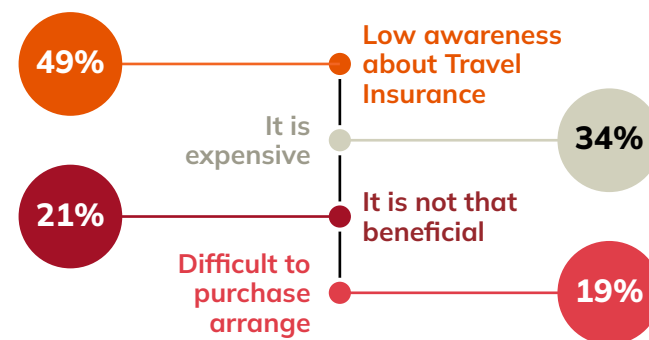 49%
Low awareness
about Travel
Insurance
It is
expensive
34%
21%
It is not that
beneficial
Difficult to
purchase
arrange
19%